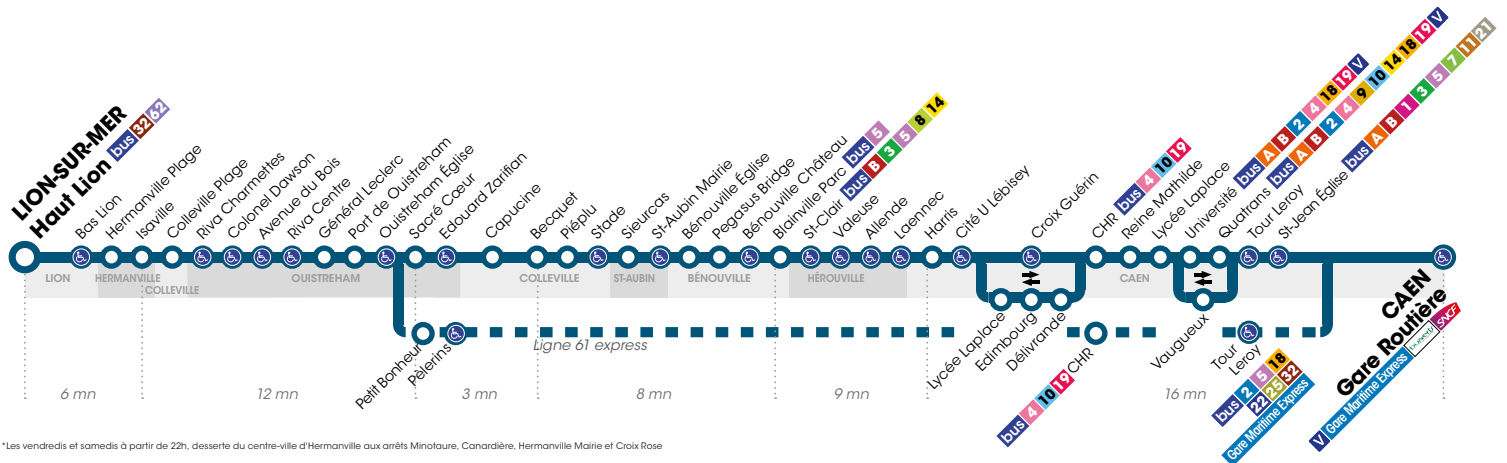 LION-SUR-MER
Haut Lion bus 32 62
Bas Lion
Hermanville Plage
Isaville
Colleville Plage
Riva Charmettes
Colonel Dawson
Avenue du Bois
Riva Centre
Général Leclerc
Port de Ouistreham
Ouistreham Église
Sacré Cœur
Edouard Zarifian
Capucine
Becquet
Piéplu
Stade
Sieurcas
St-Aubin Mairie
Bénouville Église
Pegasus Bridge
Bénouville Château
Blainville Parc bus 5
St-Clair bus B 3 5 8 14
Valeuse
Allende
Laennec
Harris
Cité U Lébisey
Croix Guérin
CHR bus 4 10 19
Reine Mathilde
Lycée Laplace
Université bus A B 2 4 18 19 V
Quatrans bus A B 2 4 9 10 14 18 19 V
Tour Leroy
St-Jean Église bus A B 1 3 5 7 11 21
CAEN
Gare Routière SNCF
V Gare Maritime Express
LION
HERMANVILLE
COLLEVILLE
OUISTREHAM
COLLEVILLE
ST-AUBIN
BÉNOUVILLE
HÉROUVILLE
CAEN
Petit Bonheur
Pèlerins
Ligne 61 express
Lycée Laplace
Edimbourg
Délivrande
CHR
bus 4 10 19
Vaugueux
Tour
Leroy
bus 2 5 18
22 25 32
Gare Maritime Express
6 mn
12 mn
3 mn
8 mn
9 mn
16 mn
*Les vendredis et samedis à partir de 22h, desserte du centre-ville d'Hermanville aux arrêts Minotaure, Canardière, Hermanville Mairie et Croix Rose